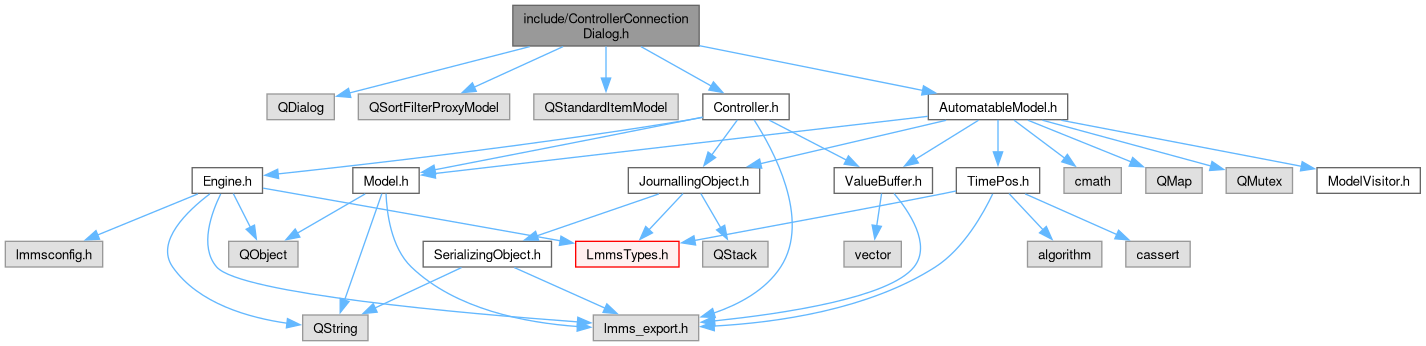 include/ControllerConnection
Dialog.h
QDialog
QSortFilterProxyModel
QStandardItemModel
Controller.h
AutomatableModel.h
Engine.h
Model.h
JournallingObject.h
ValueBuffer.h
TimePos.h
cmath
QMap
QMutex
ModelVisitor.h
lmmsconfig.h
QObject
SerializingObject.h
LmmsTypes.h
QStack
vector
algorithm
cassert
QString
lmms_export.h